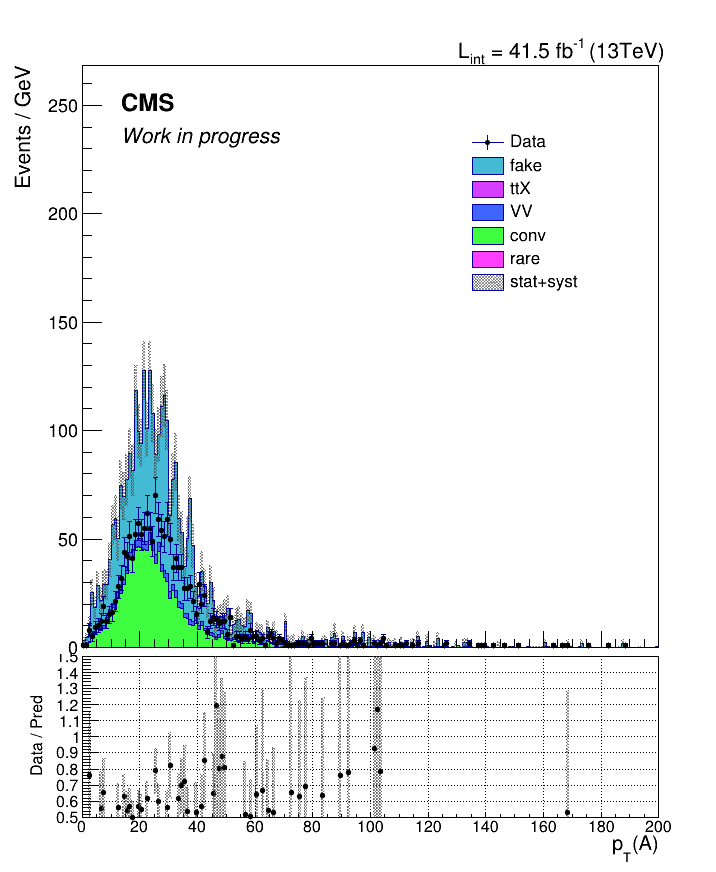 L_int = 41.5 fb^-1 (13TeV)
Events / GeV
CMS
Work in progress
250
200
150
100
50
0
Data
fake
ttX
VV
conv
rare
stat+syst
Data / Pred
1.5
1.4
1.3
1.2
1.1
1
0.9
0.8
0.7
0.6
0.5
0 20 40 60 80 100 120 140 160 180 200
p_T(A)